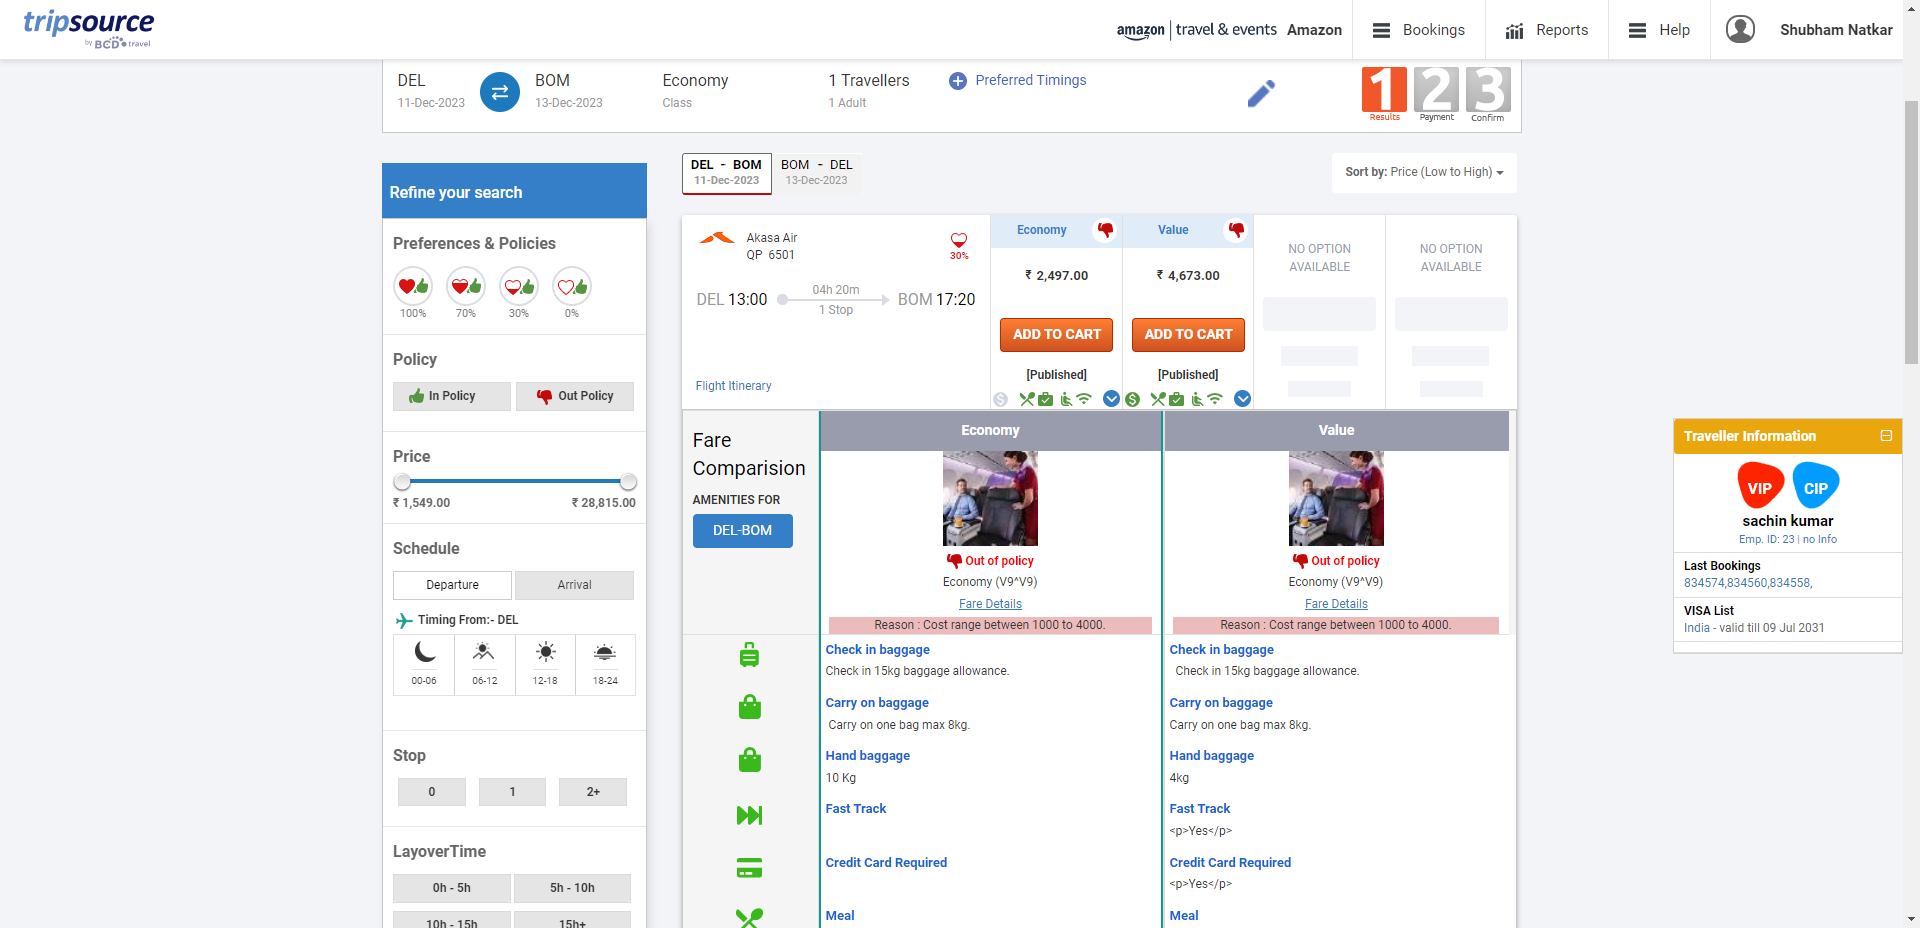 tripsource
by BCD travel
amazon | travel & events Amazon
Bookings
Reports
Help
Shubham Natkar
DEL
11-Dec-2023
BOM
13-Dec-2023
Economy
Class
1 Travellers
1 Adult
Preferred Timings
1 2 3
Results Payment Confirm
DEL - BOM
11-Dec-2023
BOM - DEL
13-Dec-2023
Sort by: Price (Low to High)
Refine your search
Preferences & Policies
100% 70% 30% 0%
Policy
In Policy
Out Policy
Price
₹ 1,549.00
₹ 28,815.00
Schedule
Departure
Arrival
Timing From:- DEL
00-06 06-12 12-18 18-24
Stop
0 1 2+
LayoverTime
0h - 5h
5h - 10h
10h - 15h
15h+
Akasa Air
QP 6501
30%
DEL 13:00
04h 20m
1 Stop
BOM 17:20
Flight Itinerary
Economy
₹ 2,497.00
ADD TO CART
[Published]
Value
₹ 4,673.00
ADD TO CART
[Published]
NO OPTION
AVAILABLE
NO OPTION
AVAILABLE
Fare
Comparision
AMENITIES FOR
DEL-BOM
Economy
Out of policy
Economy (V9^V9)
Fare Details
Reason : Cost range between 1000 to 4000.
Check in baggage
Check in 15kg baggage allowance.
Carry on baggage
Carry on one bag max 8kg.
Hand baggage
10 Kg
Fast Track
Credit Card Required
Meal
Value
Out of policy
Economy (V9^V9)
Fare Details
Reason : Cost range between 1000 to 4000.
Check in baggage
Check in 15kg baggage allowance.
Carry on baggage
Carry on one bag max 8kg.
Hand baggage
4kg
Fast Track
<p>Yes</p>
Credit Card Required
<p>Yes</p>
Meal
Traveller Information
VIP CIP
sachin kumar
Emp. ID: 23 | no Info
Last Bookings
834574,834560,834558,
VISA List
India - valid till 09 Jul 2031